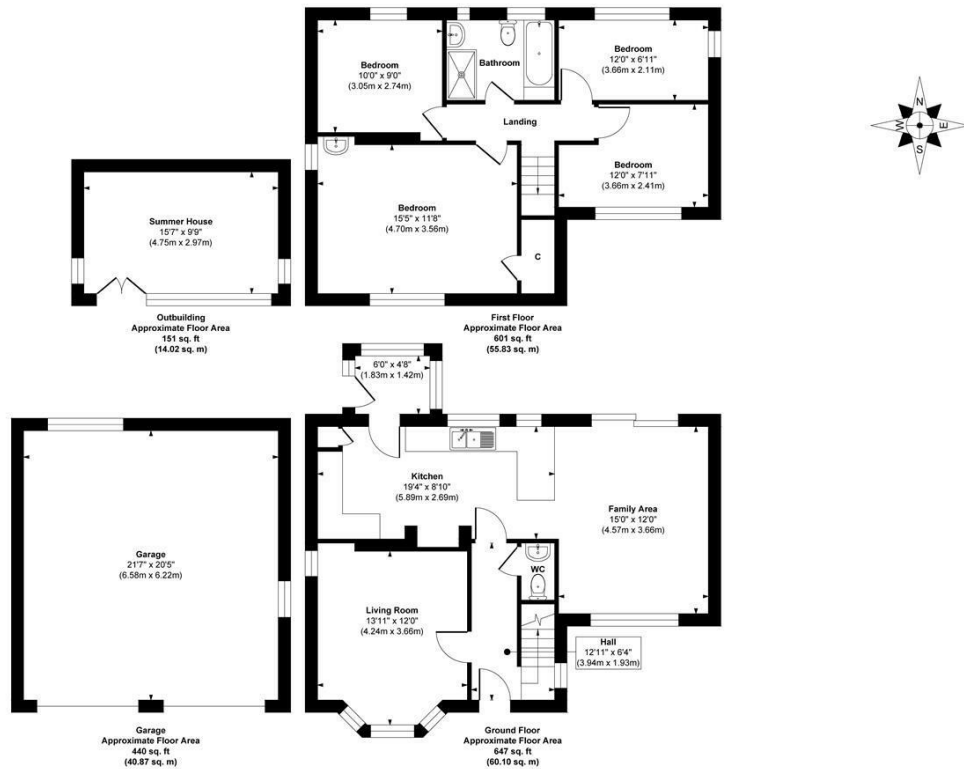 Bedroom
10'0" x 9'0"
(3.05m x 2.74m)
Bathroom
Bedroom
12'0" x 6'11"
(3.66m x 2.11m)
Landing
Bedroom
12'0" x 7'11"
(3.66m x 2.41m)
Bedroom
15'5" x 11'8"
(4.70m x 3.56m)
C
N
E
S
W
Summer House
15'7" x 9'9"
(4.75m x 2.97m)
Outbuilding
Approximate Floor Area
151 sq. ft
(14.02 sq. m)
First Floor
Approximate Floor Area
601 sq. ft
(55.83 sq. m)
6'0" x 4'8"
(1.83m x 1.42m)
Kitchen
19'4" x 8'10"
(5.89m x 2.69m)
Family Area
15'0" x 12'0"
(4.57m x 3.66m)
WC
Garage
21'7" x 20'5"
(6.58m x 6.22m)
Living Room
13'11" x 12'0"
(4.24m x 3.66m)
Hall
12'11" x 6'4"
(3.94m x 1.93m)
Garage
Approximate Floor Area
440 sq. ft
(40.87 sq. m)
Ground Floor
Approximate Floor Area
647 sq. ft
(60.10 sq. m)